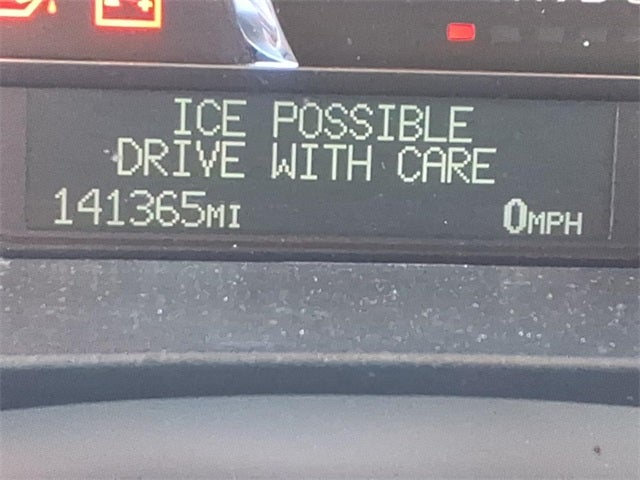 ICE POSSIBLE
DRIVE WITH CARE
141365MI 0MPH